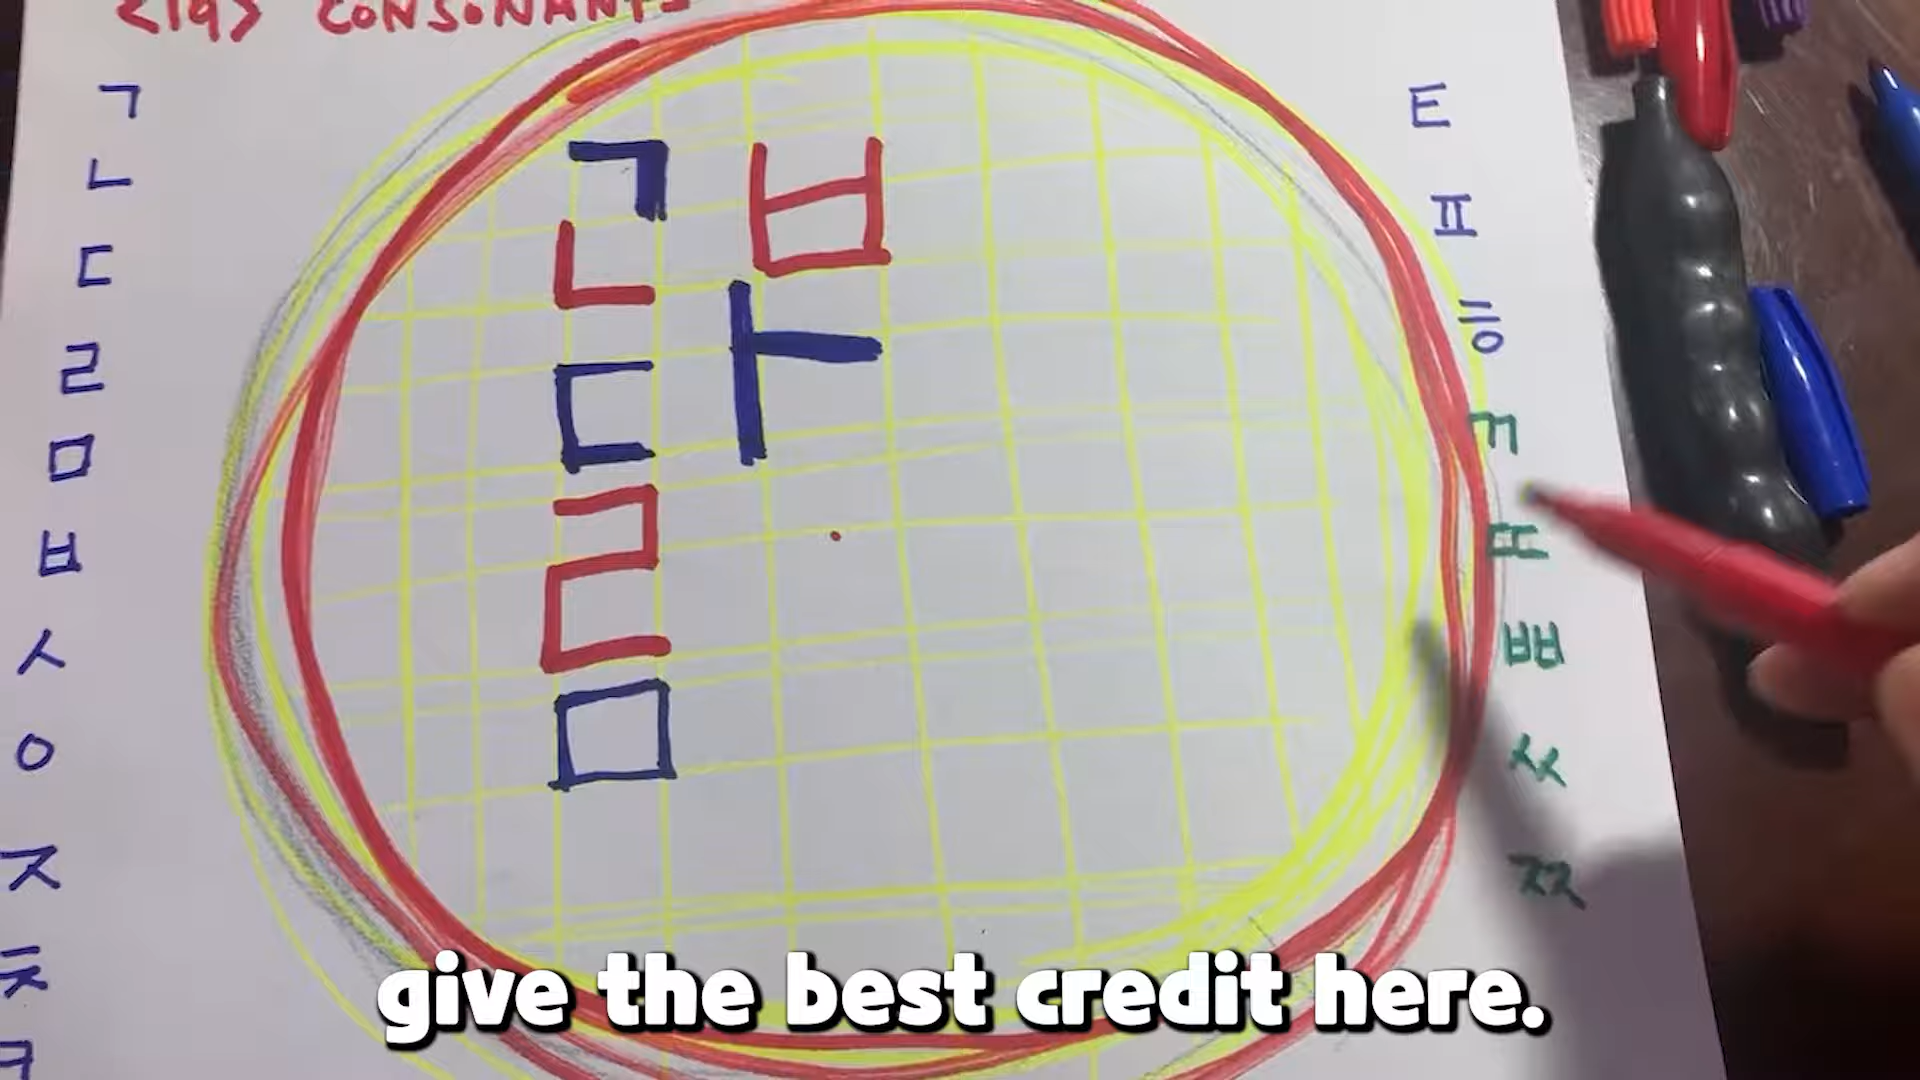 <19> CONSONANTS
ㄱ
ㄴ
ㄷ
ㄹ
ㅁ
ㅂ
ㅅ
ㅇ
ㅈ
ㅊ
ㅋ
ㄱ
ㄴ
ㄷ
ㄹ
ㅁ
ㅂ
ㅏ
ㅌ
ㅍ
ㅎ
ㅃ
ㅆ
ㅉ
give the best credit here.